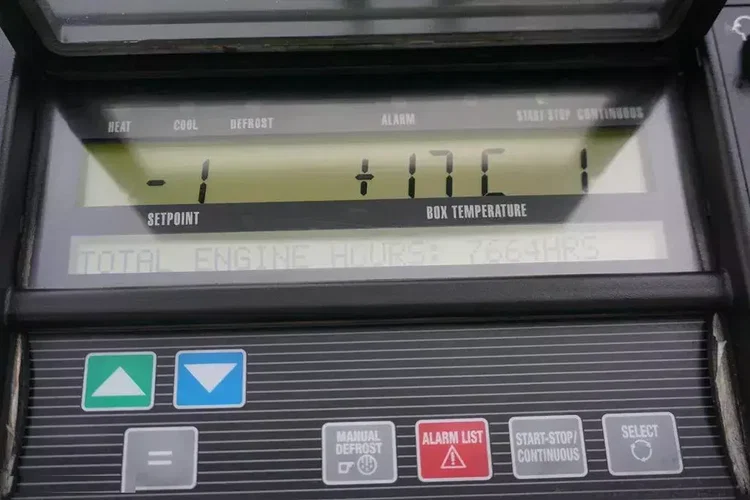 HEAT COOL DEFROST ALARM START STOP CONTINUOUS
-1 +17C 1
SETPOINT BOX TEMPERATURE
TOTAL ENGINE HOURS: 7664HRS
=
MANUAL
DEFROST
ALARM LIST
START-STOP/
CONTINUOUS
SELECT